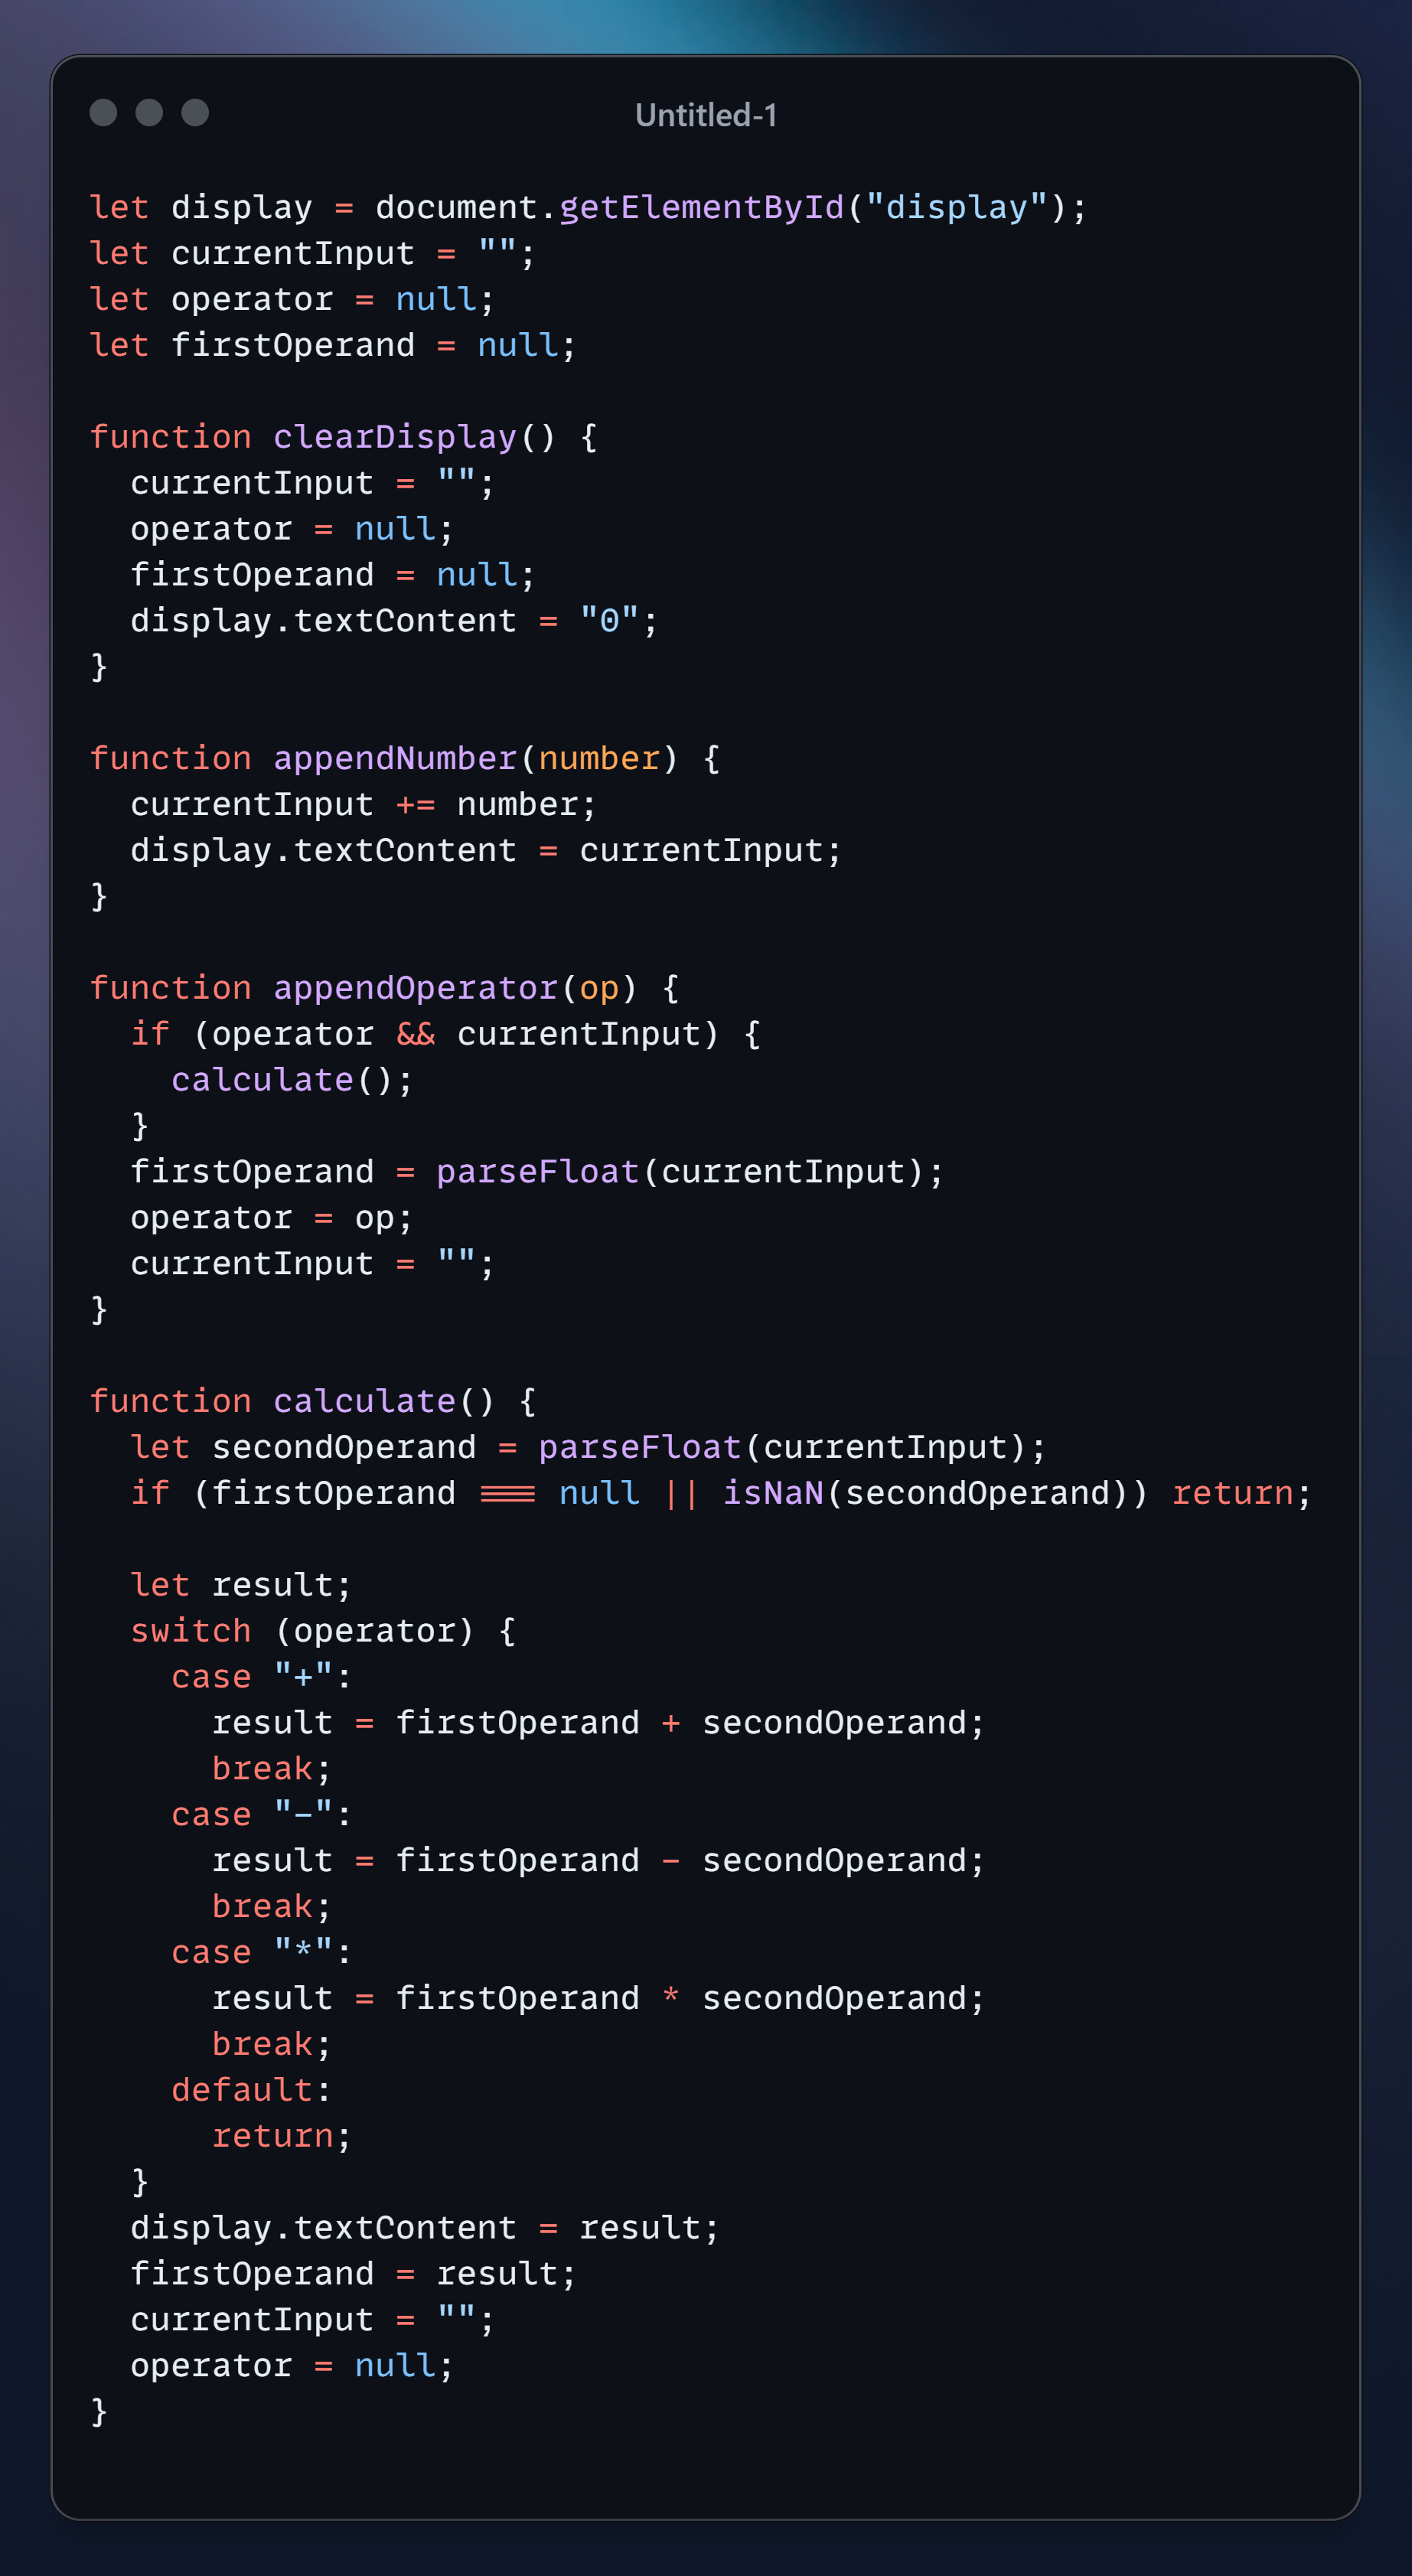 Untitled-1
let display = document.getElementById("display");
let currentInput = "";
let operator = null;
let firstOperand = null;

function clearDisplay() {
  currentInput = "";
  operator = null;
  firstOperand = null;
  display.textContent = "0";
}

function appendNumber(number) {
  currentInput += number;
  display.textContent = currentInput;
}

function appendOperator(op) {
  if (operator && currentInput) {
    calculate();
  }
  firstOperand = parseFloat(currentInput);
  operator = op;
  currentInput = "";
}

function calculate() {
  let secondOperand = parseFloat(currentInput);
  if (firstOperand === null || isNaN(secondOperand)) return;

  let result;
  switch (operator) {
    case "+":
      result = firstOperand + secondOperand;
      break;
    case "-":
      result = firstOperand - secondOperand;
      break;
    case "*":
      result = firstOperand * secondOperand;
      break;
    default:
      return;
  }
  display.textContent = result;
  firstOperand = result;
  currentInput = "";
  operator = null;
}